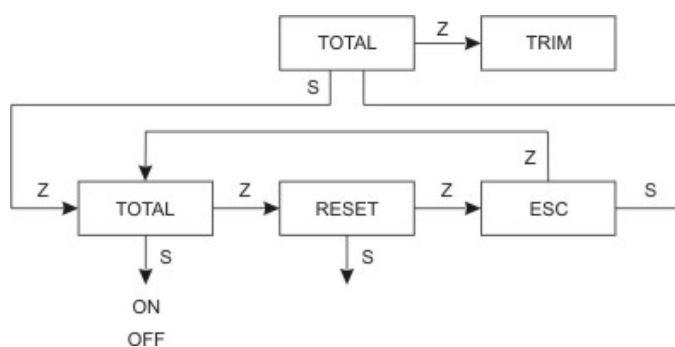 TOTAL Z TRIM
S
Z
Z TOTAL Z RESET Z ESC S
S S
ON
OFF